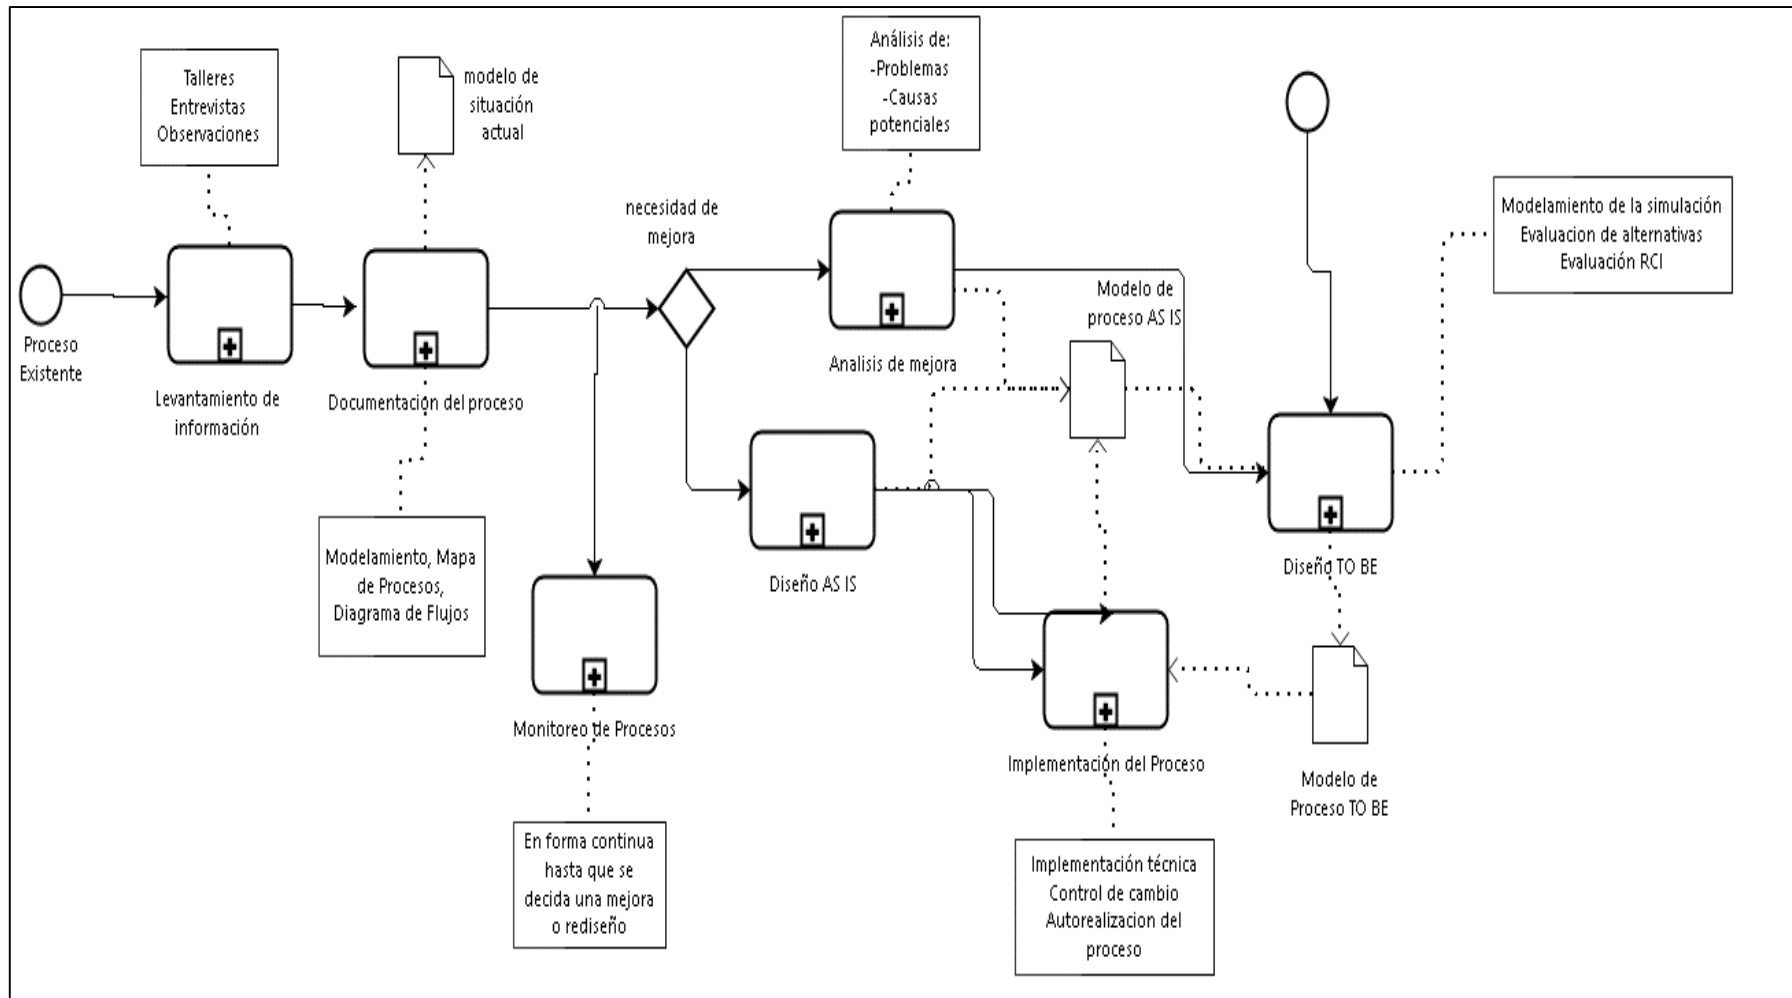 Talleres
Entrevistas
Observaciones
modelo de
situación
actual
Análisis de:
-Problemas
-Causas
potenciales
necesidad de
mejora
Modelamiento de la simulación
Evaluacion de alternativas
Evaluación RCI
Proceso
Existente
Levantamiento de
información
Documentacion del proceso
Analisis de mejora
Modelo de
proceso AS IS
Modelamiento, Mapa
de Procesos,
Diagrama de Flujos
Diseño AS IS
Diseño TO BE
Monitoreo de Procesos
Implementación del Proceso
Modelo de
Proceso TO BE
En forma continua
hasta que se
decida una mejora
o rediseño
Implementación técnica
Control de cambio
Autorealizacion del
proceso